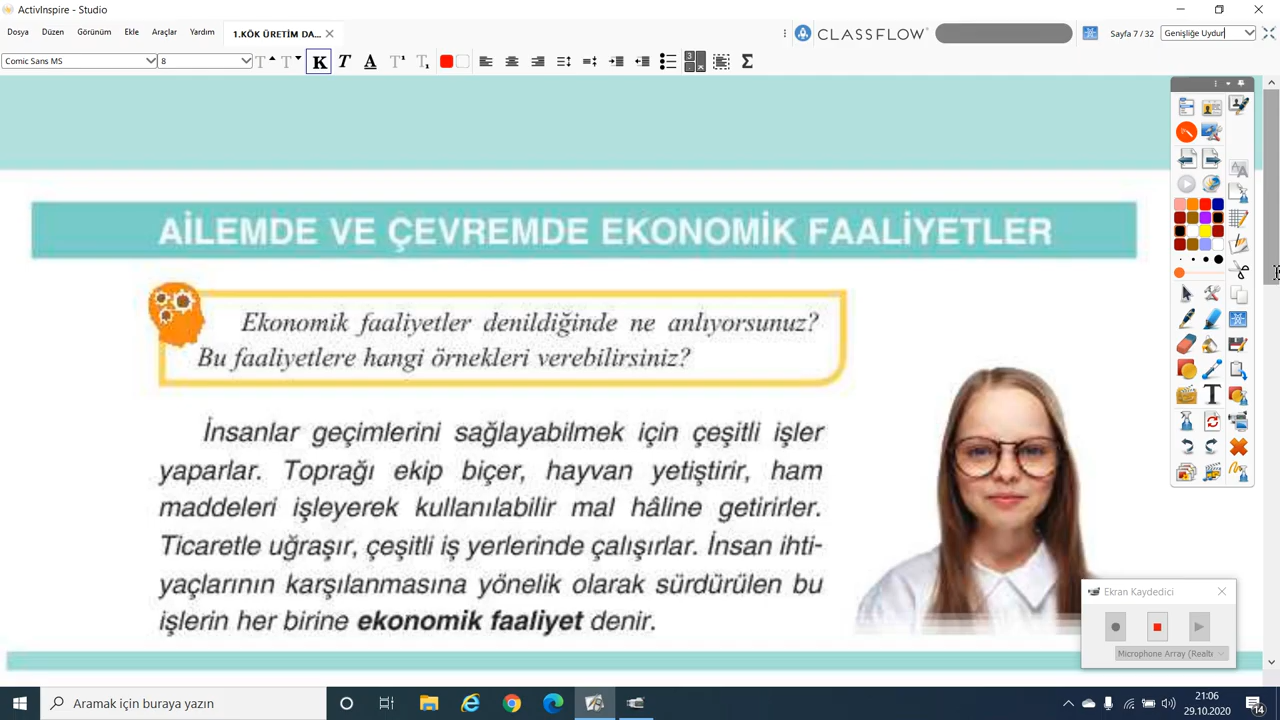 ActivInspire - Studio
Dosya Düzen Görünüm Ekle Araçlar Yardım 1.KÖK ÜRETİM DA... CLASSFLOW Sayfa 7 / 32 Genişliğe Uydur
Comic Sans MS 8 K T A T T Σ
AİLEMDE VE ÇEVREMDE EKONOMİK FAALİYETLER
Ekonomik faaliyetler denildiğinde ne anlıyorsunuz?
Bu faaliyetlere hangi örnekleri verebilirsiniz?
İnsanlar geçimlerini sağlayabilmek için çeşitli işler
yaparlar. Toprağı ekip biçer, hayvan yetiştirir, ham
maddeleri işleyerek kullanılabilir mal hâline getirirler.
Ticaretle uğraşır, çeşitli iş yerlerinde çalışırlar. İnsan ihti-
yaçlarının karşılanmasına yönelik olarak sürdürülen bu
işlerin her birine ekonomik faaliyet denir.
Ekran Kaydedici
Microphone Array (Realte
Aramak için buraya yazın
21:06
29.10.2020
14